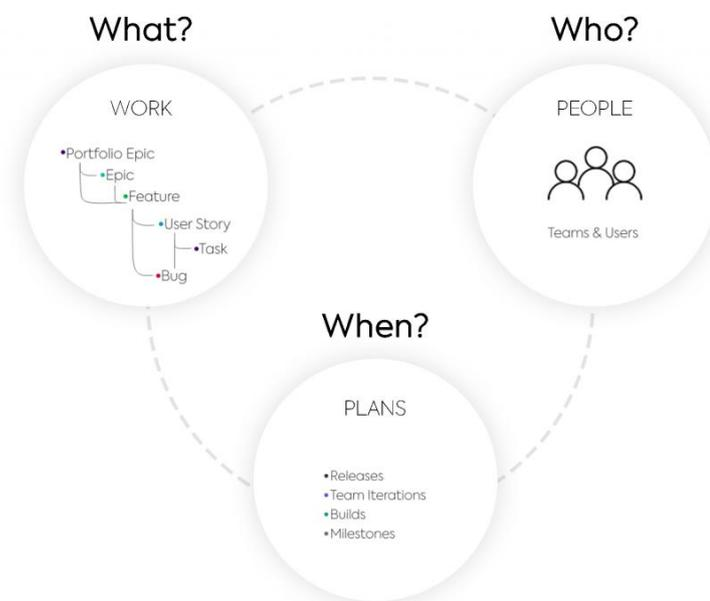 What?
WORK
•Portfolio Epic
•Epic
•Feature
•User Story
•Task
•Bug
Who?
PEOPLE
Teams & Users
When?
PLANS
•Releases
•Team Iterations
•Builds
•Milestones